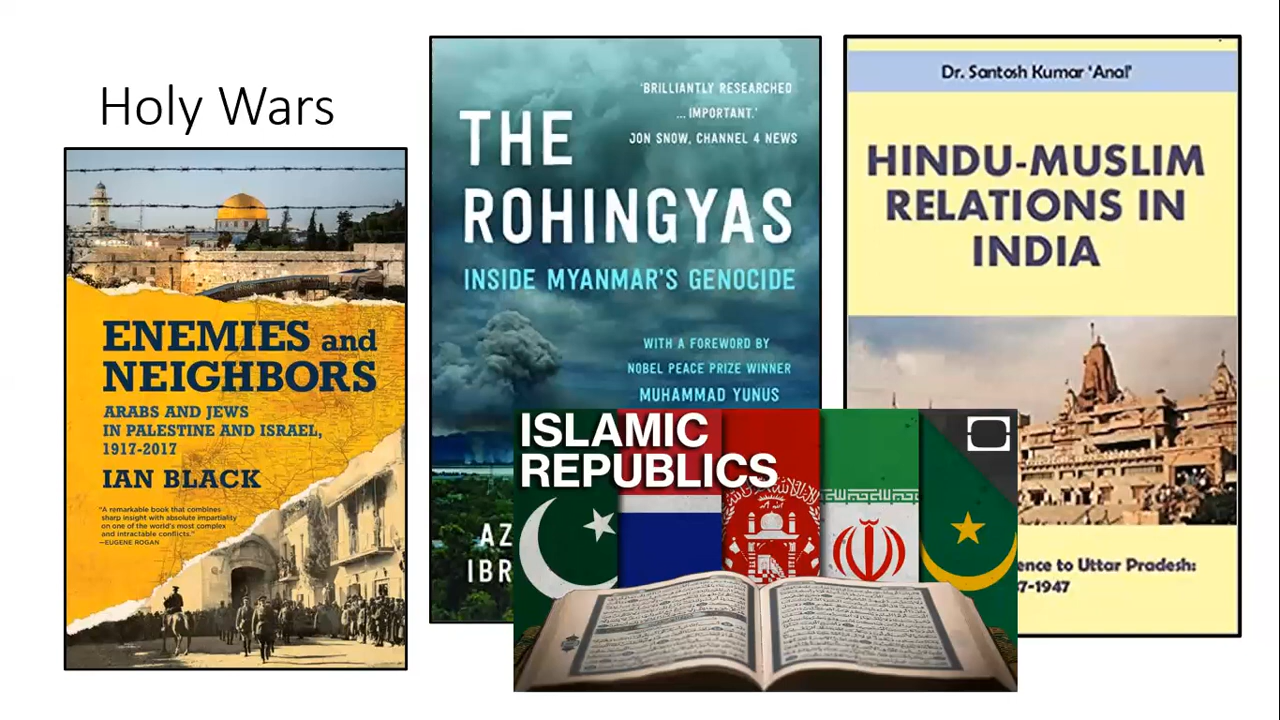 Holy Wars
ENEMIES and
NEIGHBORS
ARABS AND JEWS
IN PALESTINE AND ISRAEL,
1917-2017
IAN BLACK
"A remarkable book that combines
sharp insight with absolute impartiality
on one of the world's most complex
and intractable conflicts."
—EUGENE ROGAN
'BRILLIANTLY RESEARCHED
...IMPORTANT.'
JON SNOW, CHANNEL 4 NEWS
THE
ROHINGYAS
INSIDE MYANMAR'S GENOCIDE
WITH A FOREWORD BY
NOBEL PEACE PRIZE WINNER
MUHAMMAD YUNUS
AZ
IBR
Dr. Santosh Kumar 'Anal'
HINDU-MUSLIM
RELATIONS IN
INDIA
ence to Uttar Pradesh:
7-1947
ISLAMIC
REPUBLICS